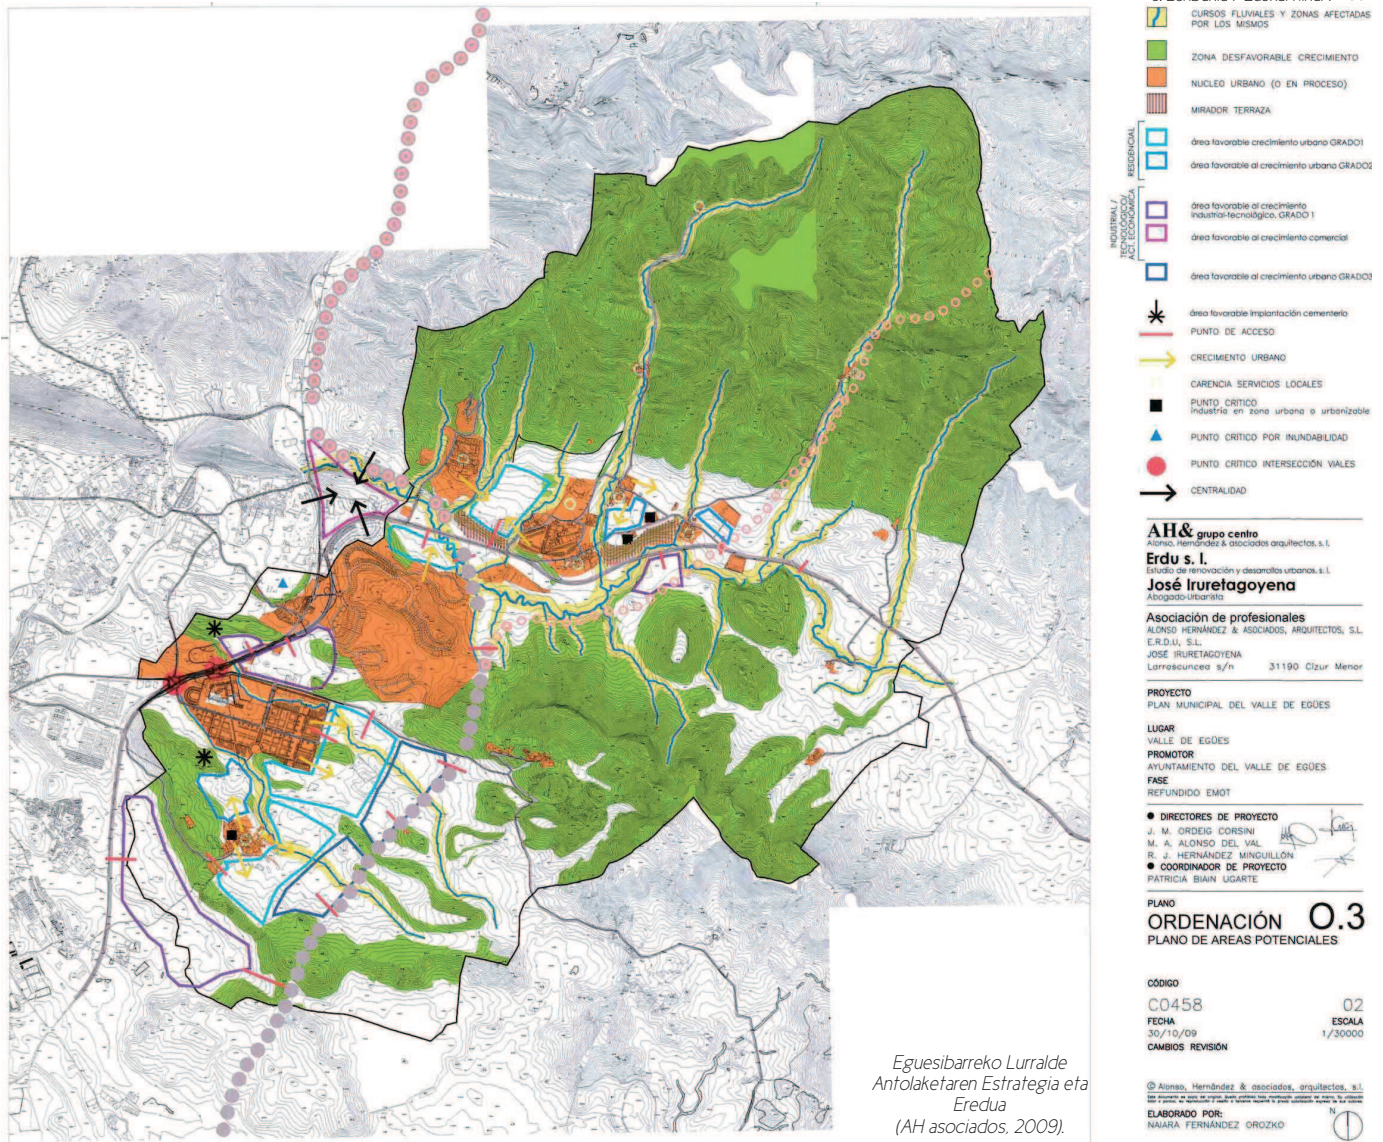 CURSOS FLUVIALES Y ZONAS AFECTADAS
POR LOS MISMOS
ZONA DESFAVORABLE CRECIMIENTO
NUCLEO URBANO (O EN PROCESO)
MIRADOR TERRAZA
RESIDENCIAL
área favorable crecimiento urbano GRADO1
área favorable al crecimiento urbano GRADO2
INDUSTRIAL /
TECNOLÓGICO/
ACT. ECONÓMICA
área favorable al crecimiento
industrial-tecnológico, GRADO 1
área favorable al crecimiento comercial
área favorable al crecimiento urbano GRADO3
área favorable implantación cementerio
PUNTO DE ACCESO
CRECIMIENTO URBANO
CARENCIA SERVICIOS LOCALES
PUNTO CRITICO
industria en zona urbana o urbanizable
PUNTO CRITICO POR INUNDABILIDAD
PUNTO CRITICO INTERSECCIÓN VIALES
CENTRALIDAD
AH& grupo centro
Alonso, Hernández & asociados arquitectos, s. l.
Erdu s. l.
Estudio de renovación y desarrollos urbanos, s. l.
José Iruretagoyena
Abogado-Urbanista
Asociación de profesionales
ALONSO HERNÁNDEZ & ASOCIADOS, ARQUITECTOS, S.L.
E.R.D.U, S.L.
JOSÉ IRURETAGOYENA
Larrascuncea s/n 31190 Cizur Menor
PROYECTO
PLAN MUNICIPAL DEL VALLE DE EGÜES
LUGAR
VALLE DE EGÜES
PROMOTOR
AYUNTAMIENTO DEL VALLE DE EGÜES
FASE
REFUNDIDO EMOT
DIRECTORES DE PROYECTO
J. M. ORDEIG CORSINI
M. A. ALONSO DEL VAL
R. J. HERNÁNDEZ MINGUILLÓN
COORDINADOR DE PROYECTO
PATRICIA BIAIN UGARTE
PLANO
ORDENACIÓN O.3
PLANO DE AREAS POTENCIALES
CÓDIGO
C0458 02
FECHA ESCALA
30/10/09 1/30000
CAMBIOS REVISIÓN
© Alonso, Hernández & asociados, arquitectos, s.l.
ELABORADO POR:
NAIARA FERNÁNDEZ OROZKO
N
Eguesibarreko Lurralde
Antolaketaren Estrategia eta
Eredua
(AH asociados, 2009).